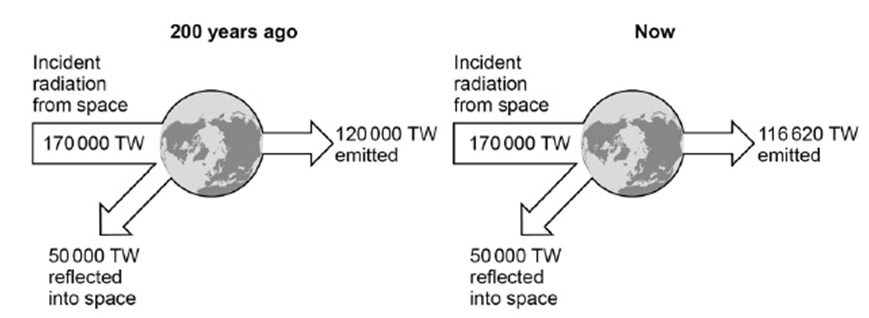 200 years ago
Incident
radiation
from space
170 000 TW
120 000 TW
emitted
50 000 TW
reflected
into space
Now
Incident
radiation
from space
170 000 TW
116 620 TW
emitted
50 000 TW
reflected
into space